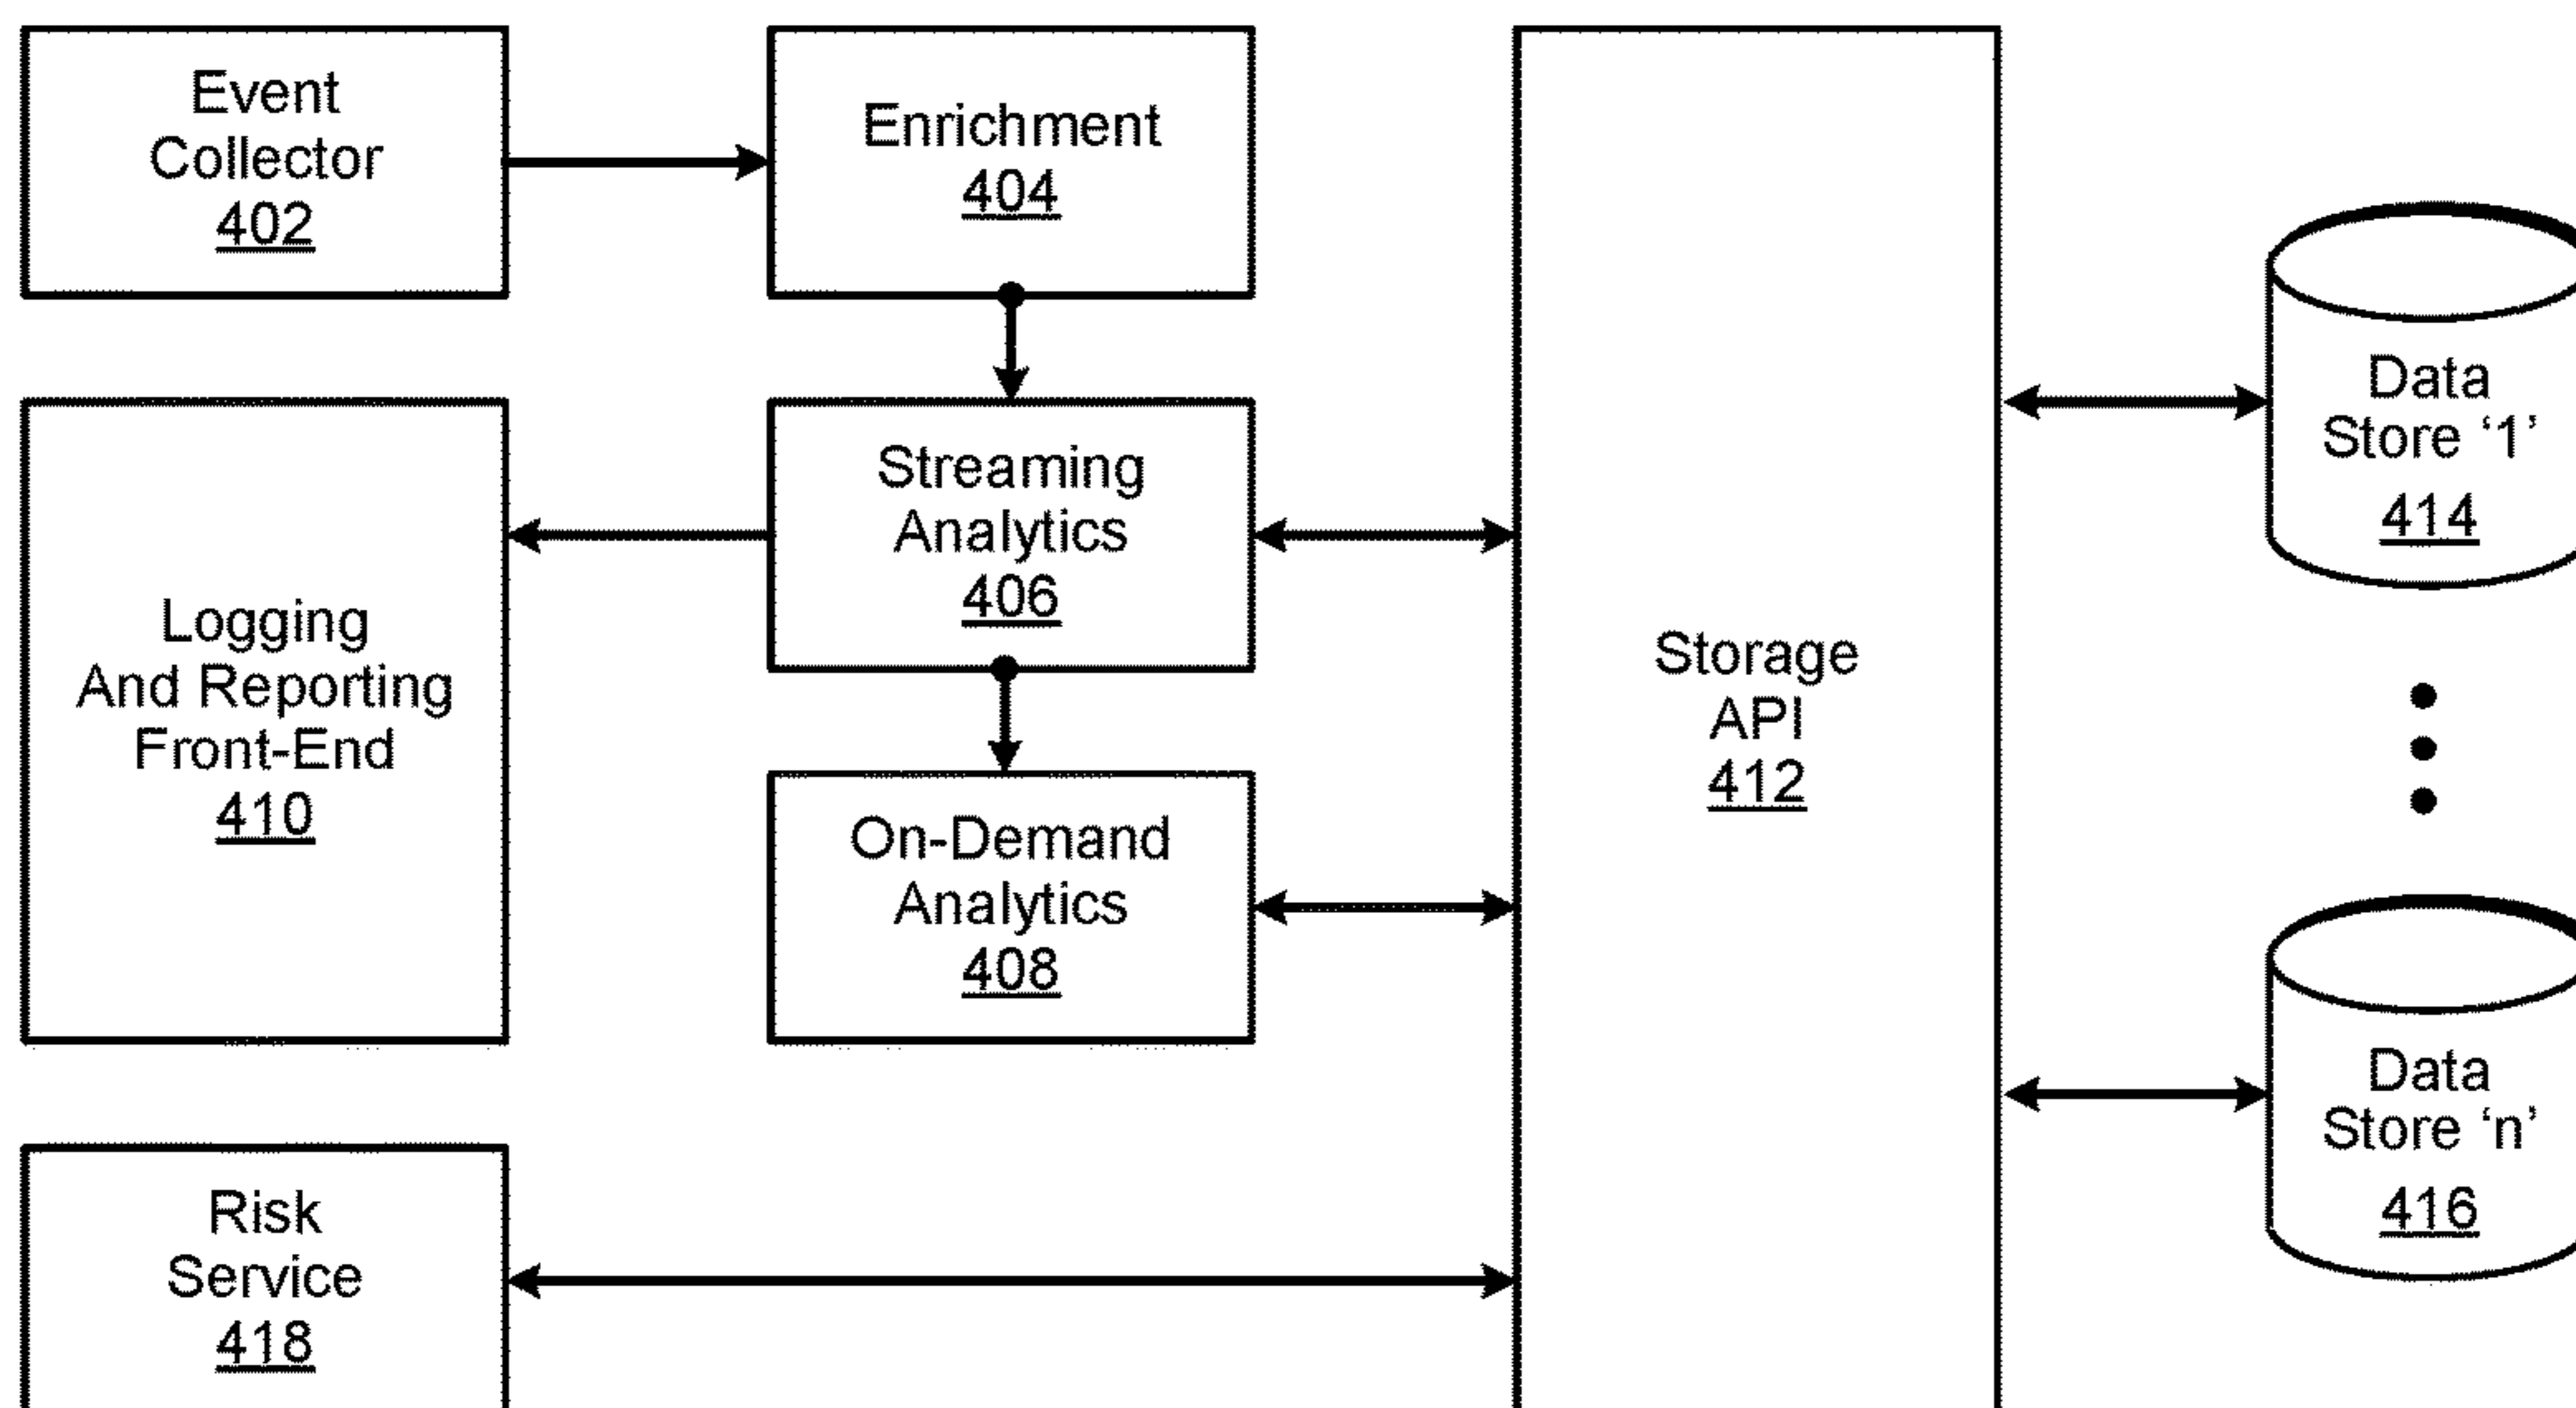 Event
Collector
402
Enrichment
404
Streaming
Analytics
406
On-Demand
Analytics
408
Logging
And Reporting
Front-End
410
Risk
Service
418
Storage
API
412
Data
Store ‘1’
414
Data
Store ‘n’
416